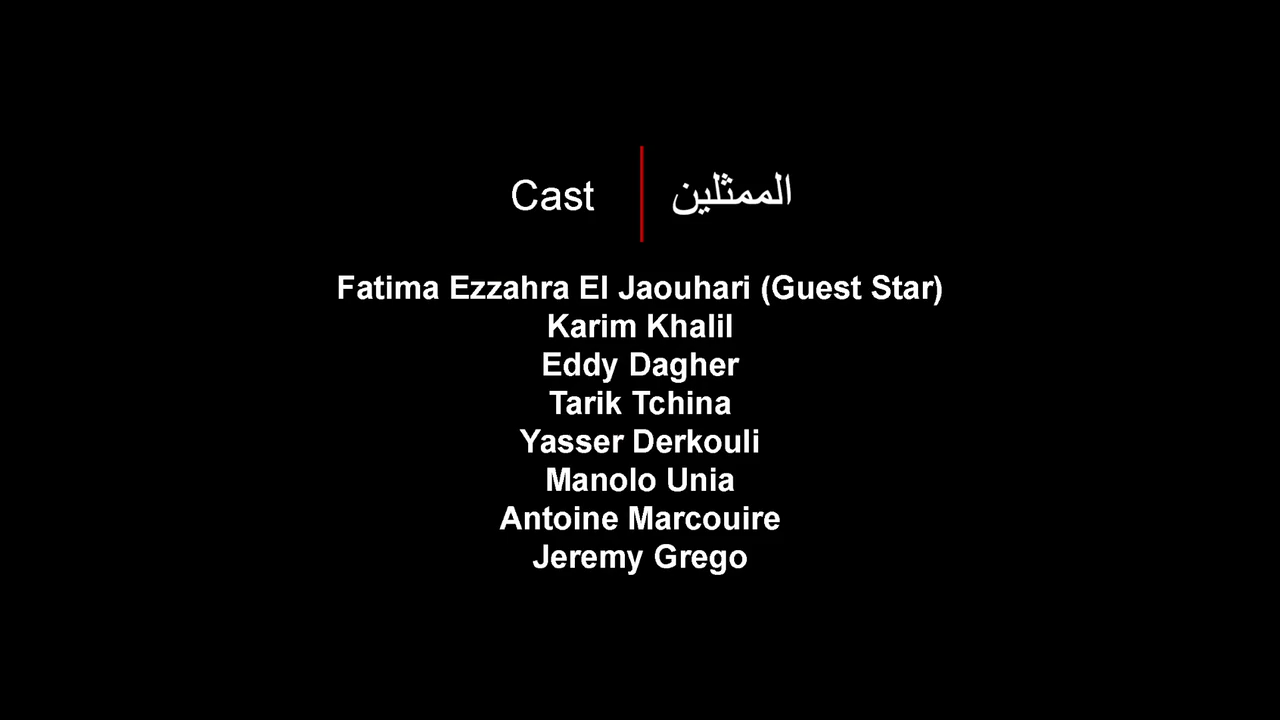 Cast | الممثلين
Fatima Ezzahra El Jaouhari (Guest Star)
Karim Khalil
Eddy Dagher
Tarik Tchina
Yasser Derkouli
Manolo Unia
Antoine Marcouire
Jeremy Grego